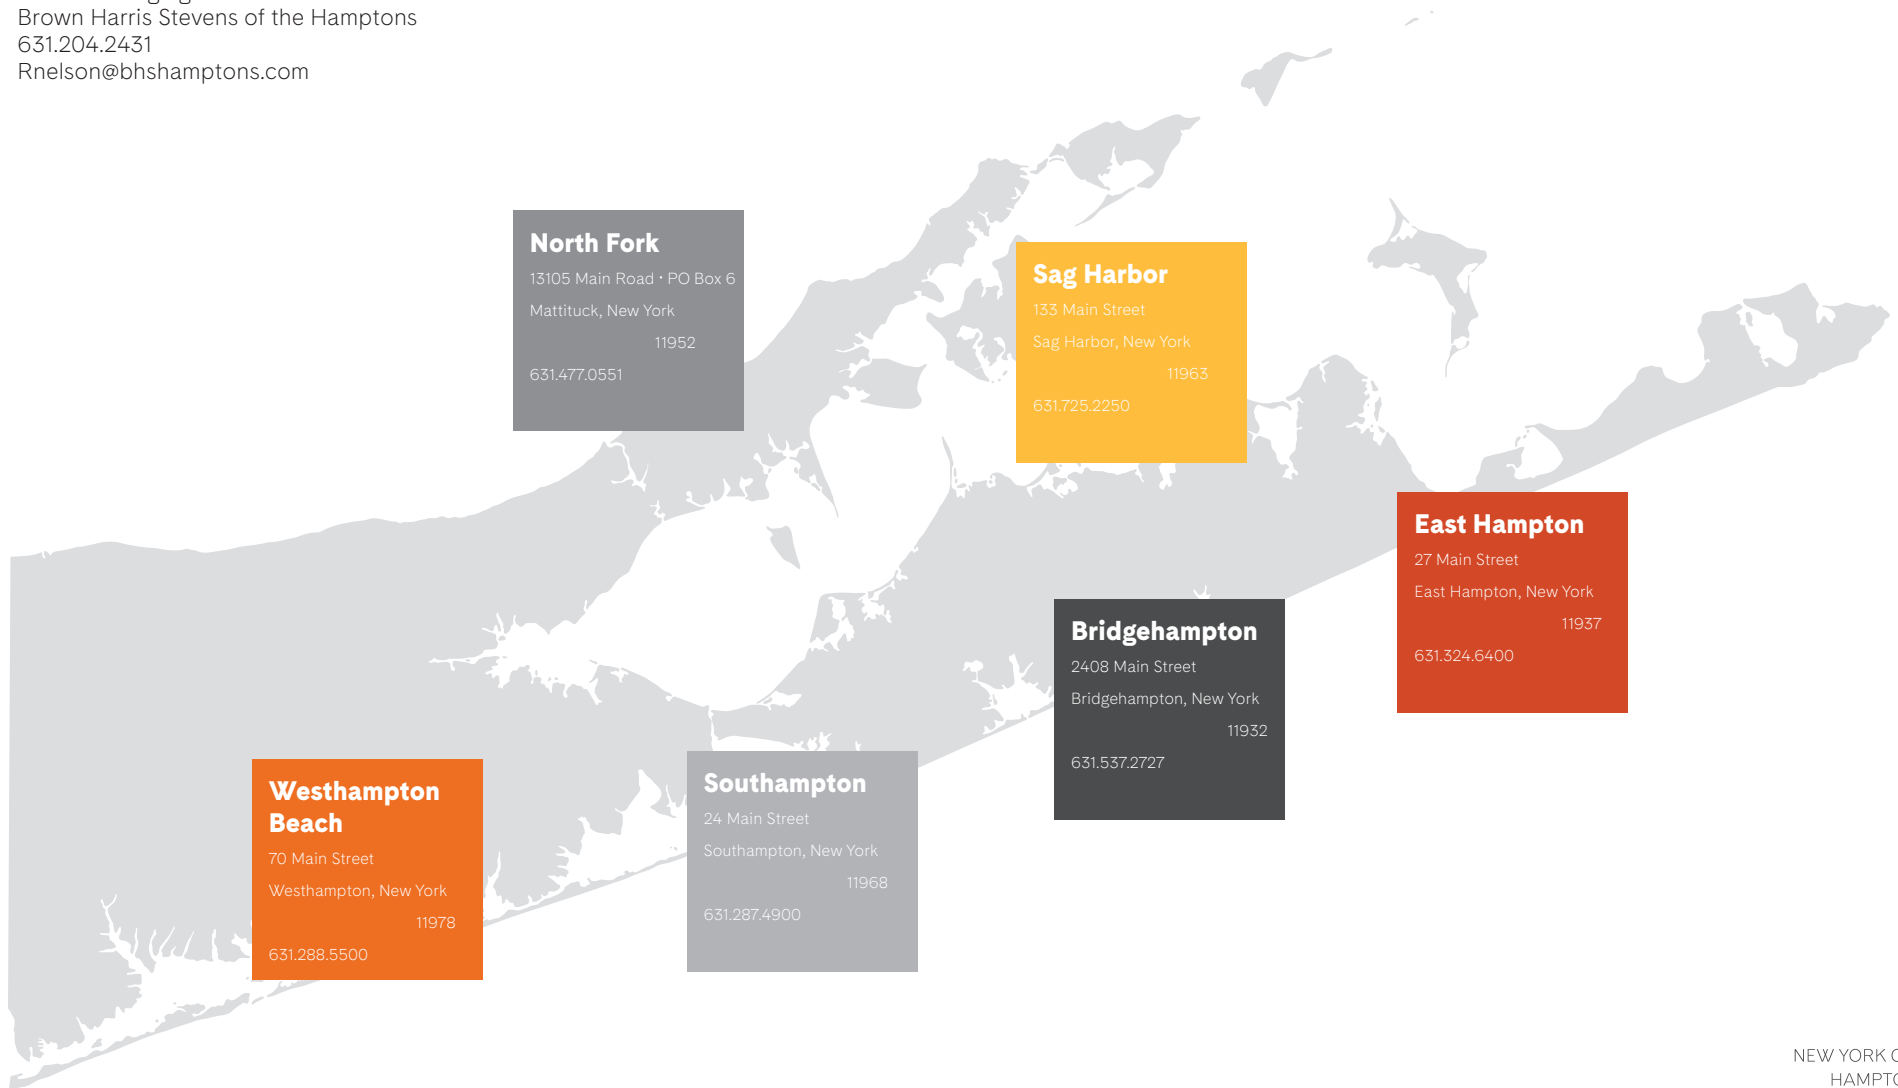 Brown Harris Stevens of the Hamptons
631.204.2431
Rnelson@bhshamptons.com
North Fork
13105 Main Road • PO Box 6
Mattituck, New York
11952
631.477.0551
Sag Harbor
133 Main Street
Sag Harbor, New York
11963
631.725.2250
East Hampton
27 Main Street
East Hampton, New York
11937
631.324.6400
Bridgehampton
2408 Main Street
Bridgehampton, New York
11932
631.537.2727
Southampton
24 Main Street
Southampton, New York
11968
631.287.4900
Westhampton
Beach
70 Main Street
Westhampton, New York
11978
631.288.5500
NEW YORK